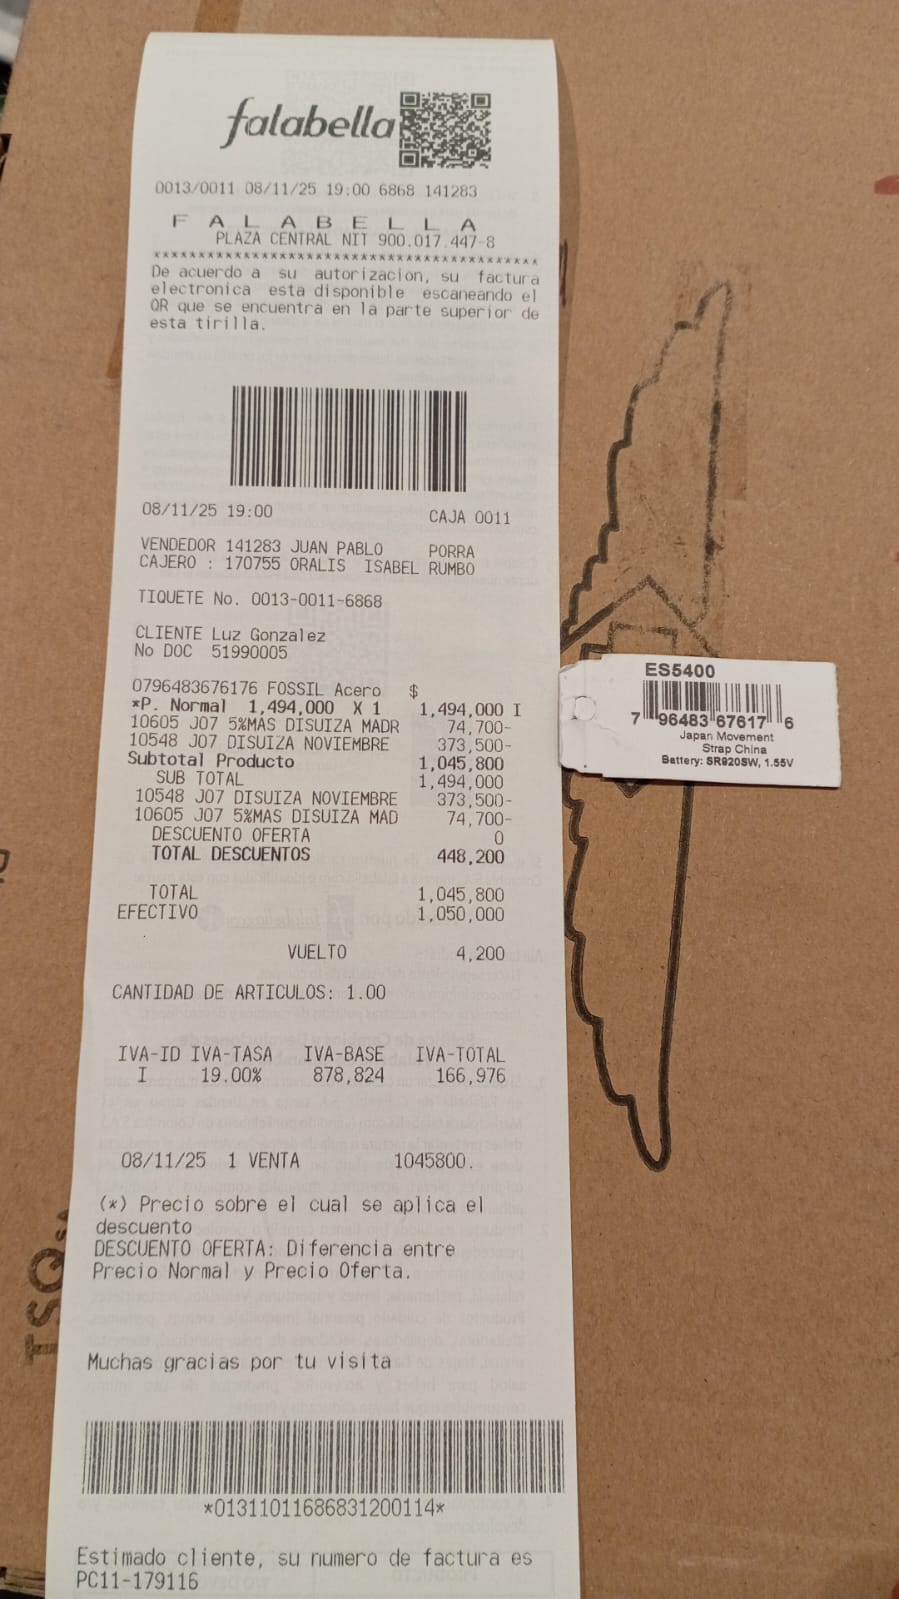 falabella
0013/0011 08/11/25 19:00 6868 141283
F A L A B E L L A
PLAZA CENTRAL NIT 900.017.447-8
******************************************
De acuerdo a su autorizacion, su factura
electronica esta disponible escaneando el
QR que se encuentra en la parte superior de
esta tirilla.
08/11/25 19:00 CAJA 0011
VENDEDOR 141283 JUAN PABLO PORRA
CAJERO : 170755 ORALIS ISABEL RUMBO
TIQUETE No. 0013-0011-6868
CLIENTE Luz Gonzalez
No DOC 51990005
0796483676176 FOSSIL Acero $
*P. Normal 1,494,000 X 1 1,494,000 I
10605 J07 5%MAS DISUIZA MADR 74,700-
10548 J07 DISUIZA NOVIEMBRE 373,500-
Subtotal Producto 1,045,800
SUB TOTAL 1,494,000
10548 J07 DISUIZA NOVIEMBRE 373,500-
10605 J07 5%MAS DISUIZA MAD 74,700-
DESCUENTO OFERTA 0
TOTAL DESCUENTOS 448,200
TOTAL 1,045,800
EFECTIVO 1,050,000
VUELTO 4,200
CANTIDAD DE ARTICULOS: 1.00
IVA-ID IVA-TASA IVA-BASE IVA-TOTAL
I 19.00% 878,824 166,976
08/11/25 1 VENTA 1045800.
(*) Precio sobre el cual se aplica el
descuento
DESCUENTO OFERTA: Diferencia entre
Precio Normal y Precio Oferta.
Muchas gracias por tu visita
*01311011686831200114*
Estimado cliente, su numero de factura es
PC11-179116
ES5400
7 96483 67617 6
Japan Movement
Strap China
Battery: SR920SW, 1.55V